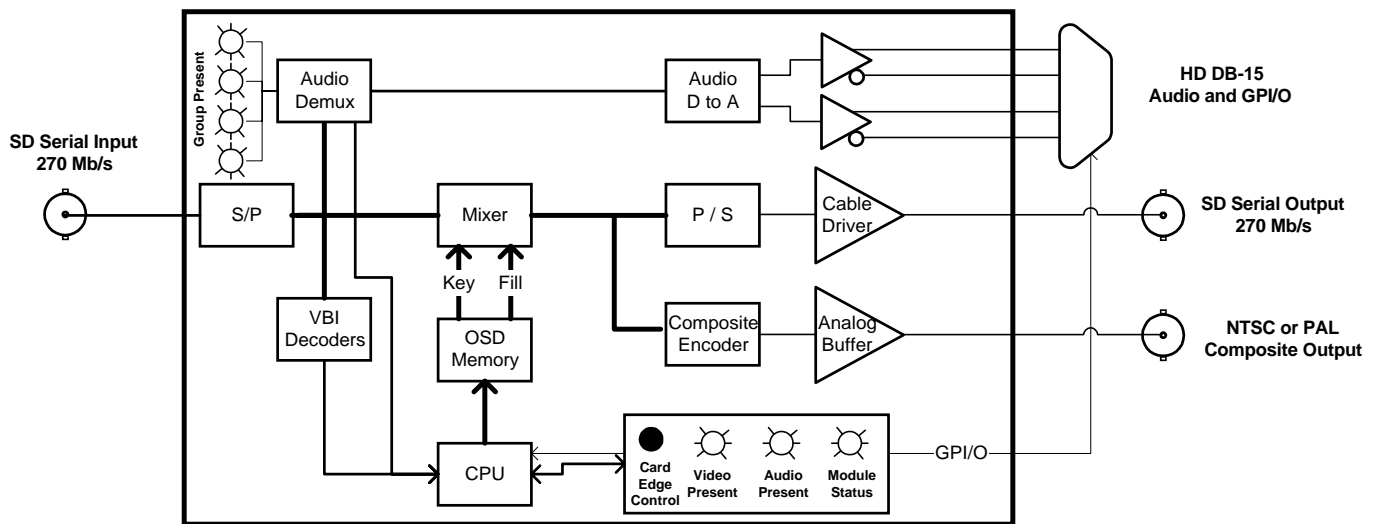 Group Present
Audio
Demux
Audio
D to A
HD DB-15
Audio and GPI/O
SD Serial Input
270 Mb/s
S/P
Mixer
P / S
Cable
Driver
SD Serial Output
270 Mb/s
Key
Fill
VBI
Decoders
OSD
Memory
Composite
Encoder
Analog
Buffer
NTSC or PAL
Composite Output
CPU
Card
Edge
Control
Video
Present
Audio
Present
Module
Status
GPI/O